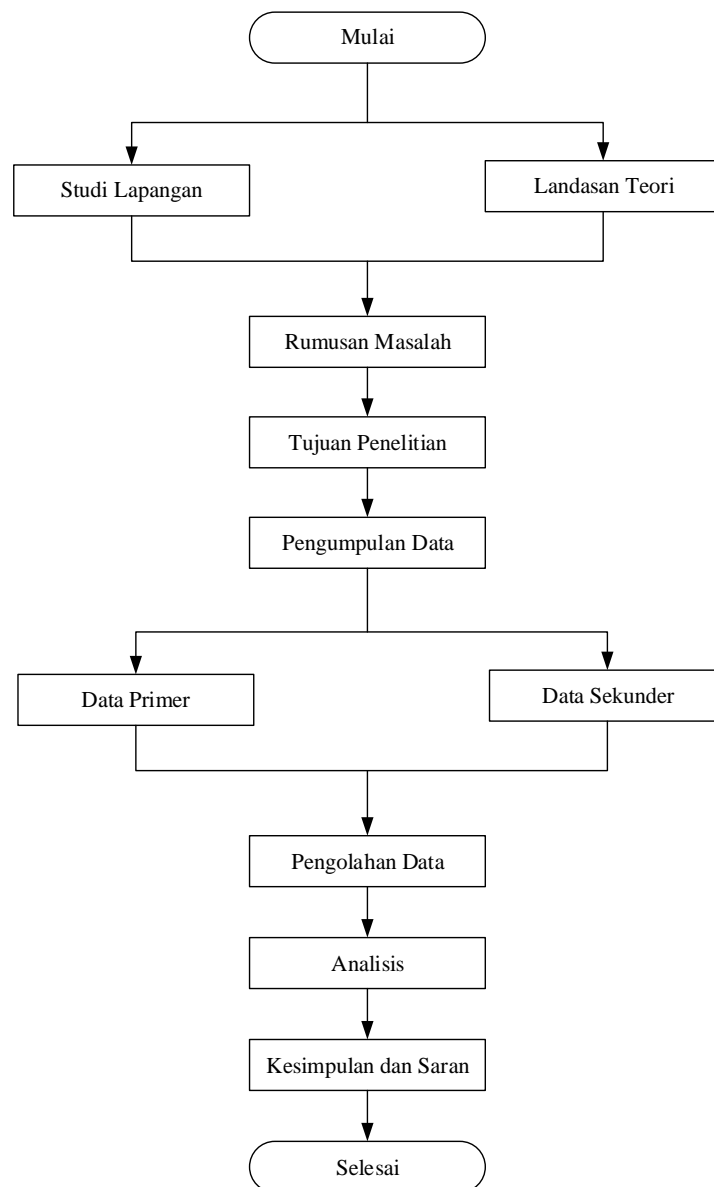 Mulai
Studi Lapangan
Landasan Teori
Rumusan Masalah
Tujuan Penelitian
Pengumpulan Data
Data Primer
Data Sekunder
Pengolahan Data
Analisis
Kesimpulan dan Saran
Selesai